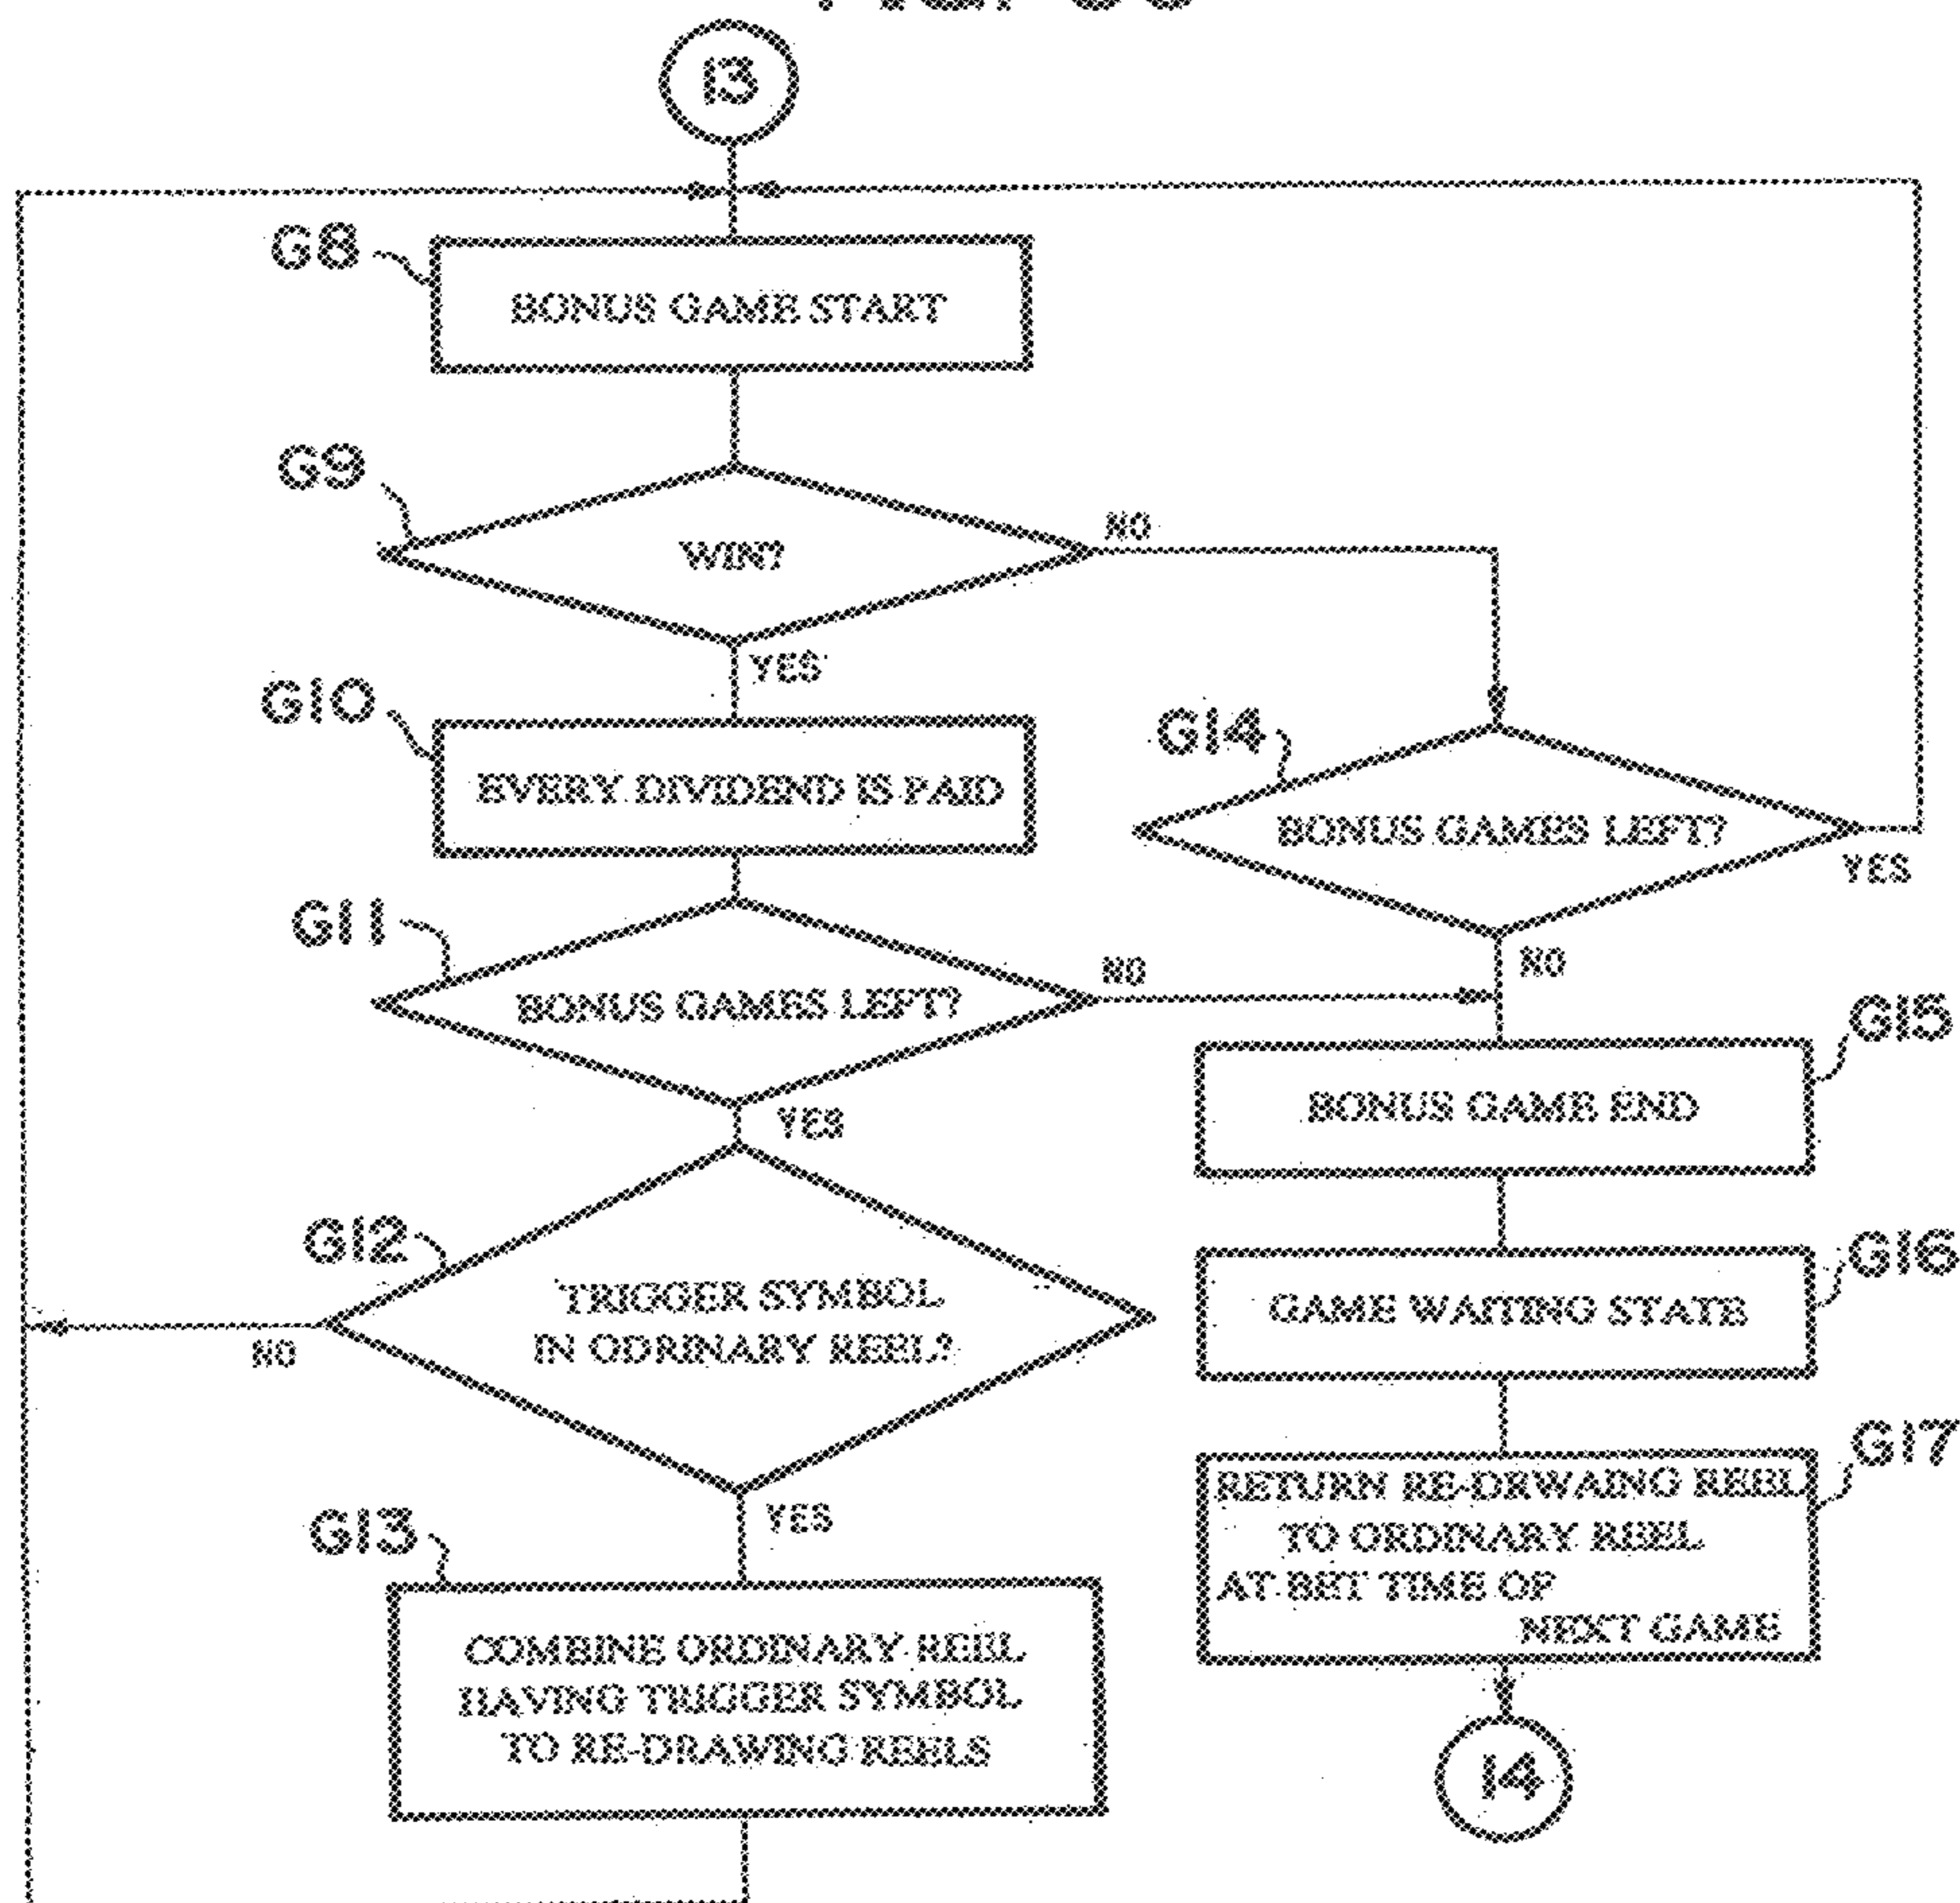 13
G8
BONUS GAME START
G9
WIN?
NO
YES
G10
EVERY DIVIDEND IS PAID
G14
BONUS GAMES LEFT?
YES
NO
G11
BONUS GAMES LEFT?
NO
YES
G15
BONUS GAME END
G12
TRIGGER SYMBOL
IN ODRINARY REEL?
NO
YES
G16
GAME WAITING STATE
G17
RETURN RE-DRWAING REEL
TO ORDINARY REEL
AT BET TIME OF
NEXT GAME
G13
COMBINE ORDINARY REEL
HAVING TRIGGER SYMBOL
TO RE-DRAWING REELS
14